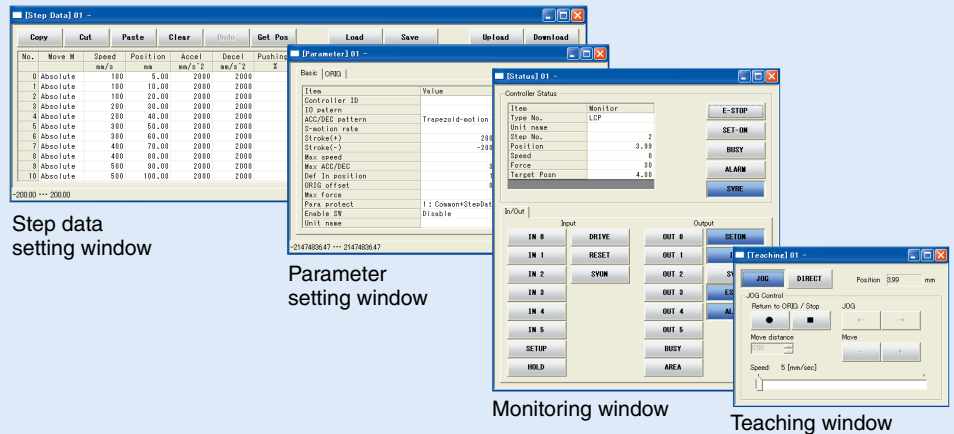 [Step Data] 01 -
Copy Cut Paste Clear Undo Get Pos Load Save Upload Download
No. Move M Speed Position Accel Decel Pushing
mm/s mm mm/s^2 mm/s^2 %
0 Absolute 100 5.00 2000 2000
1 Absolute 100 10.00 2000 2000
2 Absolute 100 20.00 2000 2000
3 Absolute 200 30.00 2000 2000
4 Absolute 200 40.00 2000 2000
5 Absolute 300 50.00 2000 2000
6 Absolute 300 60.00 2000 2000
7 Absolute 400 70.00 2000 2000
8 Absolute 400 80.00 2000 2000
9 Absolute 500 90.00 2000 2000
10 Absolute 500 100.00 2000 2000
-200.00 ··· 200.00
Step data
setting window
[Parameter] 01 -
Basic ORIG
Item Value
Controller ID
IO patern
ACC/DEC pattern Trapezoid-motion
S-motion rate
Stroke(+) 200
Stroke(-) -200
Max speed
Max ACC/DEC
Def In position
ORIG offset
Max force
Para protect 1 : Common+StepDat
Enable SW Disable
Unit name
-21474836.47 ··· 21474836.47
Parameter
setting window
[Status] 01 -
Controller Status
Item Monitor
Type No. LCP
Unit name
Step No. 2
Position 3.99
Speed 0
Force 30
Target Posn 4.00
E-STOP
SET-ON
BUSY
ALARM
SVRE
In/Out
Input Output
IN 0 DRIVE OUT 0 SETON
IN 1 RESET OUT 1
IN 2 SVON OUT 2
IN 3 OUT 3
IN 4 OUT 4
IN 5 OUT 5
SETUP BUSY
HOLD AREA
Monitoring window
[Teaching] 01 -
JOG DIRECT Position 3.99 mm
JOG Control
Return to ORIG / Stop JOG
← →
Move distance Move
- +
Speed: 5 [mm/sec]
Teaching window